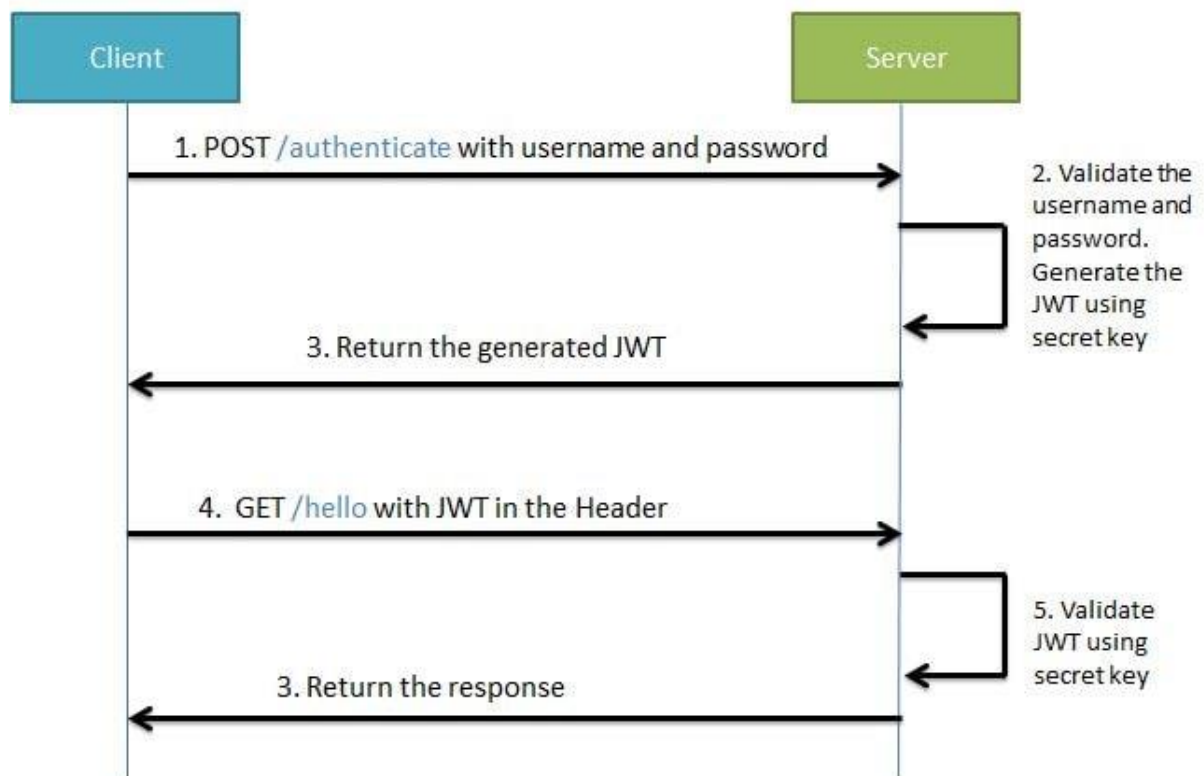 Client
Server
1. POST /authenticate with username and password
2. Validate the
username and
password.
Generate the
JWT using
secret key
3. Return the generated JWT
4. GET /hello with JWT in the Header
5. Validate
JWT using
secret key
3. Return the response